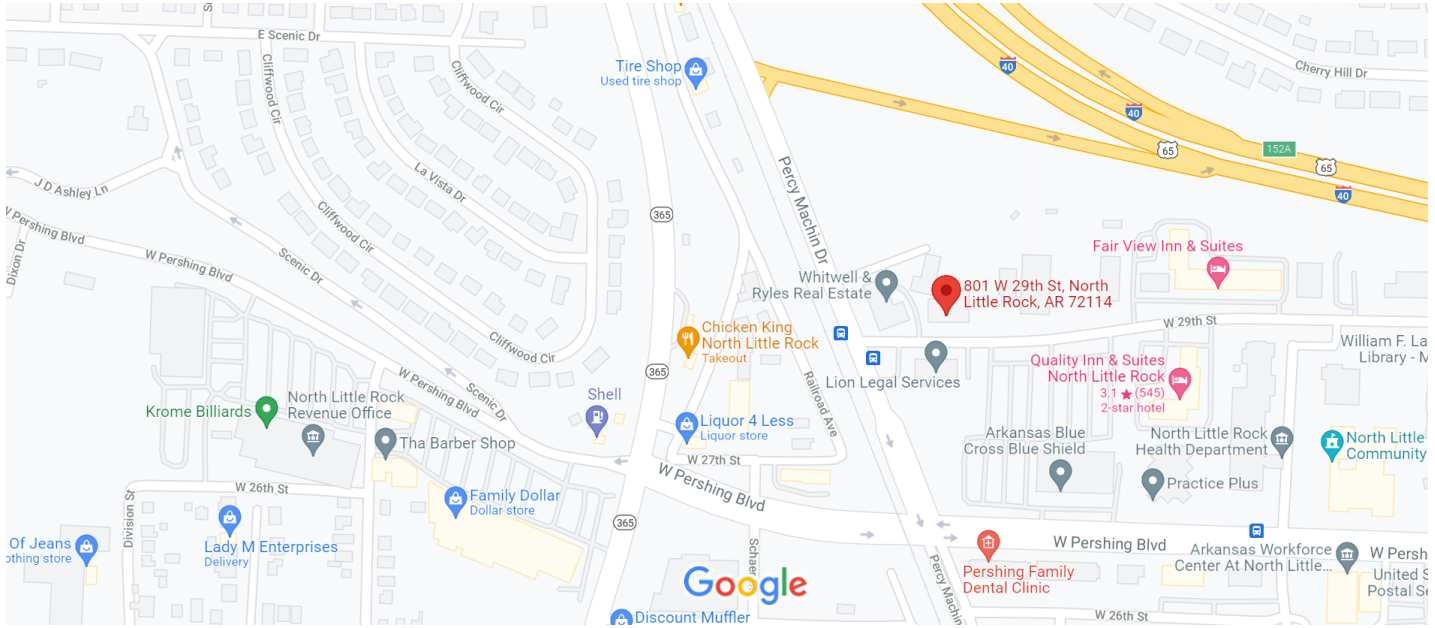 St
E Scenic Dr
Cliffwood Cir
Cliffwood Cir
La Vista Dr
Tire Shop
Used tire shop
40
40
Cherry Hill Dr
65
152A
65
40
J D Ashley Ln
W Pershing Blvd
Dixon Dr
W Pershing Blvd
Scenic Dr
Cliffwood Cir
365
Percy Machin Dr
Fair View Inn & Suites
Whitwell &
Ryles Real Estate
801 W 29th St, North
Little Rock, AR 72114
W 29th St
Chicken King
North Little Rock
Takeout
Cliffwood Cir
365
Railroad Ave
Lion Legal Services
Quality Inn & Suites
North Little Rock
3.1 ★ (545)
2-star hotel
William F. La
Library - M
W Pershing Blvd
Scenic Dr
Shell
Krome Billiards
North Little Rock
Revenue Office
Tha Barber Shop
Liquor 4 Less
Liquor store
W 27th St
W Pershing Blvd
Arkansas Blue
Cross Blue Shield
North Little Rock
Health Department
Practice Plus
North Little
Community
Division St
W 26th St
Family Dollar
Dollar store
365
Of Jeans
othing store
Lady M Enterprises
Delivery
Schaer
Google
Discount Muffler
Percy Machin
Pershing Family
Dental Clinic
W Pershing Blvd
Arkansas Workforce
Center At North Little...
W Persh
United S
Postal Se
W 26th St